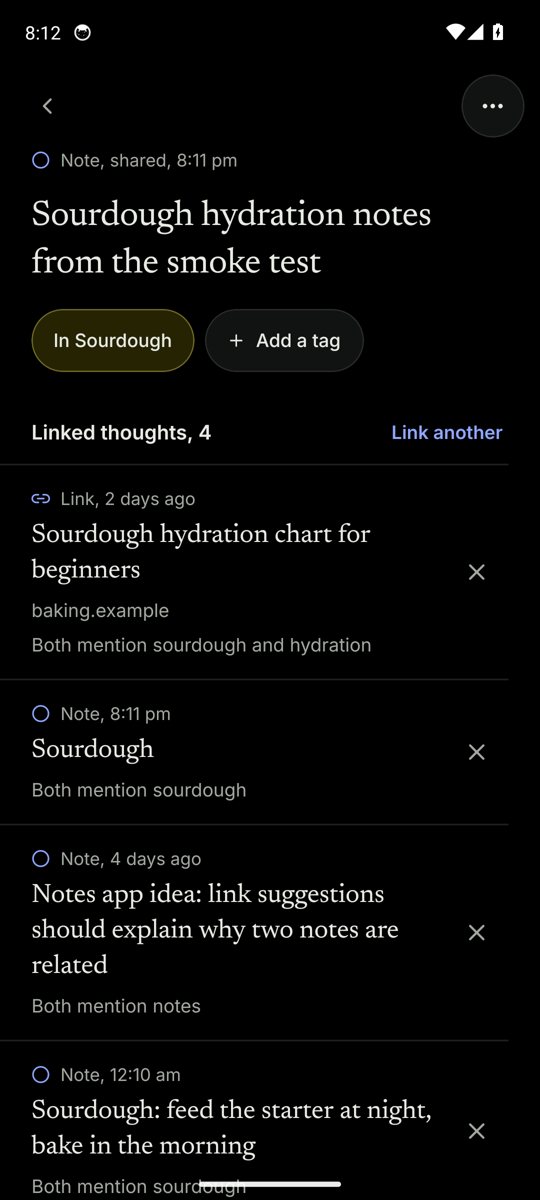 8:12
Note, shared, 8:11 pm
Sourdough hydration notes
from the smoke test
In Sourdough
+ Add a tag
Linked thoughts, 4
Link another
Link, 2 days ago
Sourdough hydration chart for
beginners
baking.example
Both mention sourdough and hydration
Note, 8:11 pm
Sourdough
Both mention sourdough
Note, 4 days ago
Notes app idea: link suggestions
should explain why two notes are
related
Both mention notes
Note, 12:10 am
Sourdough: feed the starter at night,
bake in the morning
Both mention sourdough